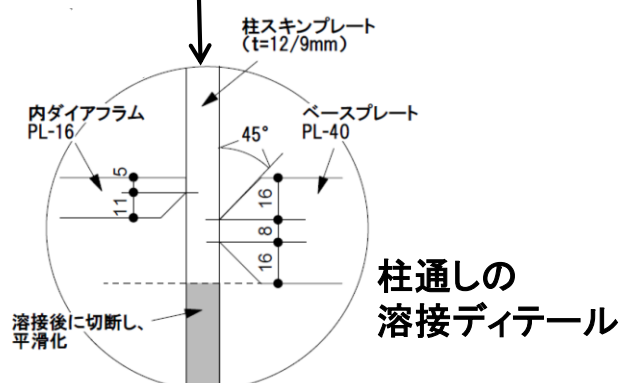 柱スキンプレート
（t=12/9mm）
内ダイアフラム
PL-16
ベースプレート
PL-40
45°
5
11
16
8
16
柱通しの
溶接ディテール
溶接後に切断し、
平滑化